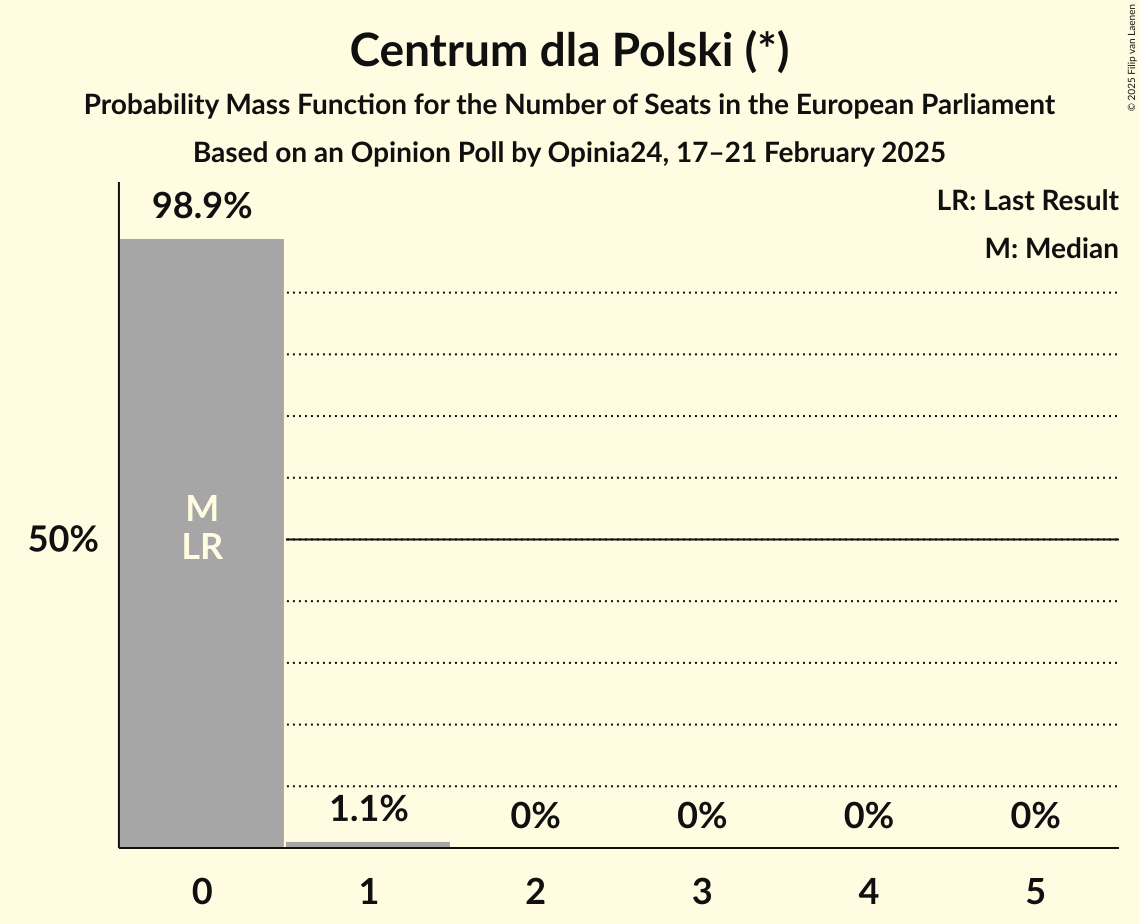 Centrum dla Polski (*)
Probability Mass Function for the Number of Seats in the European Parliament
Based on an Opinion Poll by Opinia24, 17–21 February 2025
© 2025 Filip van Laenen
LR: Last Result
M: Median
98.9%
M
LR
50%
1.1%
0%
0%
0%
0%
0
1
2
3
4
5